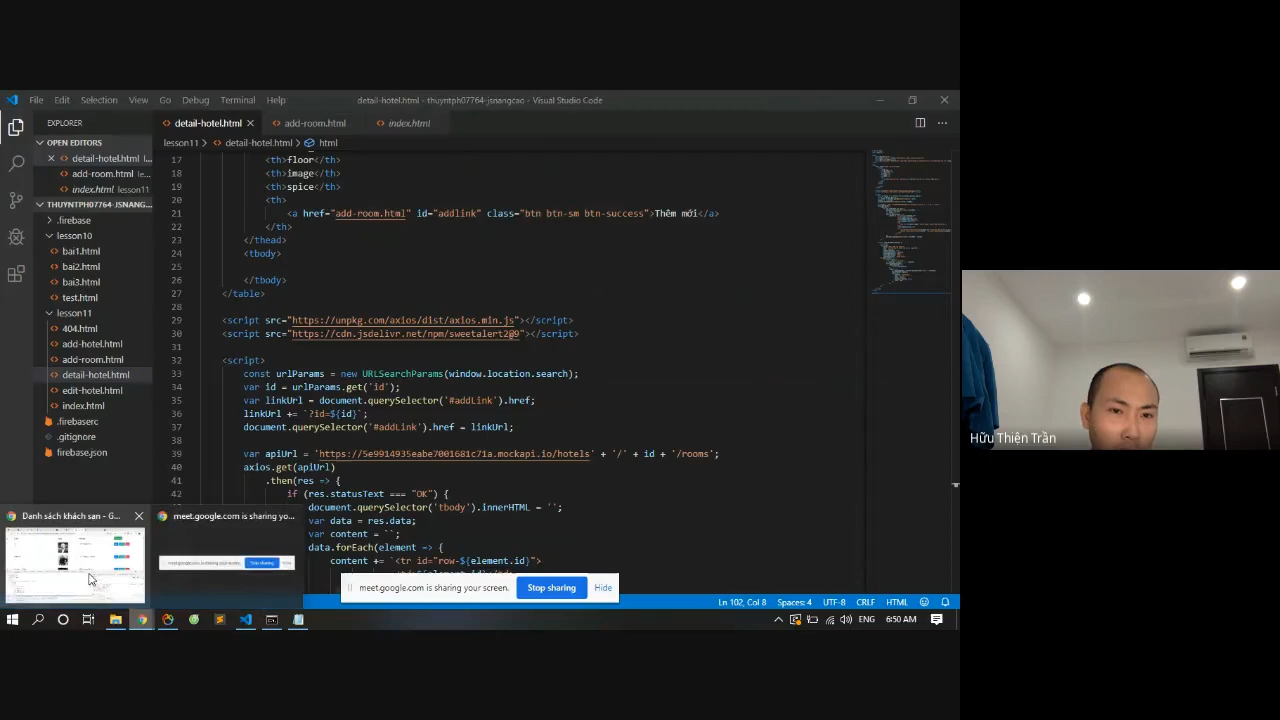 File Edit Selection View Go Debug Terminal Help
detail-hotel.html - thuyntph07764-jsnangcao - Visual Studio Code
EXPLORER
OPEN EDITORS
detail-hotel.html l...
add-room.html le...
index.html lesson11
THUYNTPH07764-JSNANG...
.firebase
lesson10
bai1.html
bai2.html
bai3.html
test.html
lesson11
404.html
add-hotel.html
add-room.html
detail-hotel.html
edit-hotel.html
index.html
.firebaserc
.gitignore
firebase.json
detail-hotel.html add-room.html index.html
lesson11 > detail-hotel.html > html
17 <th>floor</th>
18 <th>image</th>
19 <th>spice</th>
20 <th>
21 <a href="add-room.html" id="addlink" class="btn btn-sm btn-success">Thêm mới</a>
22 </th>
23 </thead>
24 <tbody>
25
26 </tbody>
27 </table>
28
29 <script src="https://unpkg.com/axios/dist/axios.min.js"></script>
30 <script src="https://cdn.jsdelivr.net/npm/sweetalert2@9"></script>
31
32 <script>
33 const urlParams = new URLSearchParams(window.location.search);
34 var id = urlParams.get('id');
35 var linkUrl = document.querySelector('#addLink').href;
36 linkUrl += `?id=${id}`;
37 document.querySelector('#addLink').href = linkUrl;
38
39 var apiUrl = 'https://5e9914935eabe7001681c71a.mockapi.io/hotels' + '/' + id + '/rooms';
40 axios.get(apiUrl)
41 .then(res => {
42 if (res.statusText === "OK") {
document.querySelector('tbody').innerHTML = '';
var data = res.data;
var content = ``;
data.forEach(element => {
content += `<tr id="row-${element.id}">
Danh sách khách sạn - G...
meet.google.com is sharing yo...
meet.google.com is sharing your screen. Stop sharing Hide
Ln 102, Col 8 Spaces: 4 UTF-8 CRLF HTML
ENG 6:50 AM
Hữu Thiện Trần